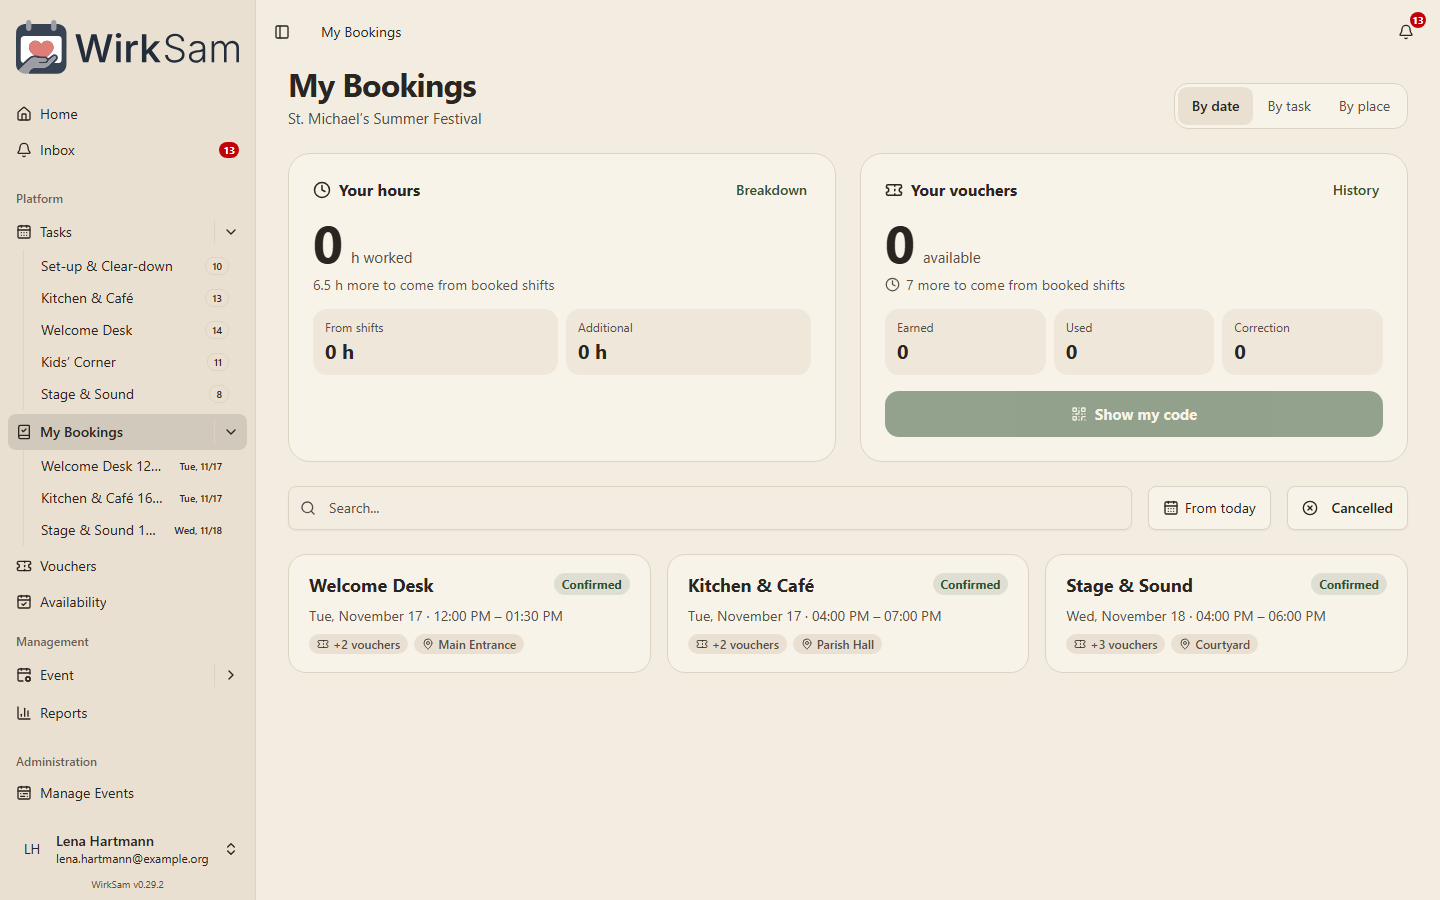 WirkSam
Home
Inbox 13
Platform
Tasks
Set-up & Clear-down 10
Kitchen & Café 13
Welcome Desk 14
Kids' Corner 11
Stage & Sound 8
My Bookings
Welcome Desk 12... Tue, 11/17
Kitchen & Café 16... Tue, 11/17
Stage & Sound 1... Wed, 11/18
Vouchers
Availability
Management
Event
Reports
Administration
Manage Events
LH
Lena Hartmann
lena.hartmann@example.org
WirkSam v0.29.2
My Bookings
13
My Bookings
St. Michael's Summer Festival
By date By task By place
Your hours Breakdown
0 h worked
6.5 h more to come from booked shifts
From shifts
0 h
Additional
0 h
Your vouchers History
0 available
7 more to come from booked shifts
Earned
0
Used
0
Correction
0
Show my code
Search...
From today
Cancelled
Welcome Desk Confirmed
Tue, November 17 · 12:00 PM – 01:30 PM
+2 vouchers Main Entrance
Kitchen & Café Confirmed
Tue, November 17 · 04:00 PM – 07:00 PM
+2 vouchers Parish Hall
Stage & Sound Confirmed
Wed, November 18 · 04:00 PM – 06:00 PM
+3 vouchers Courtyard